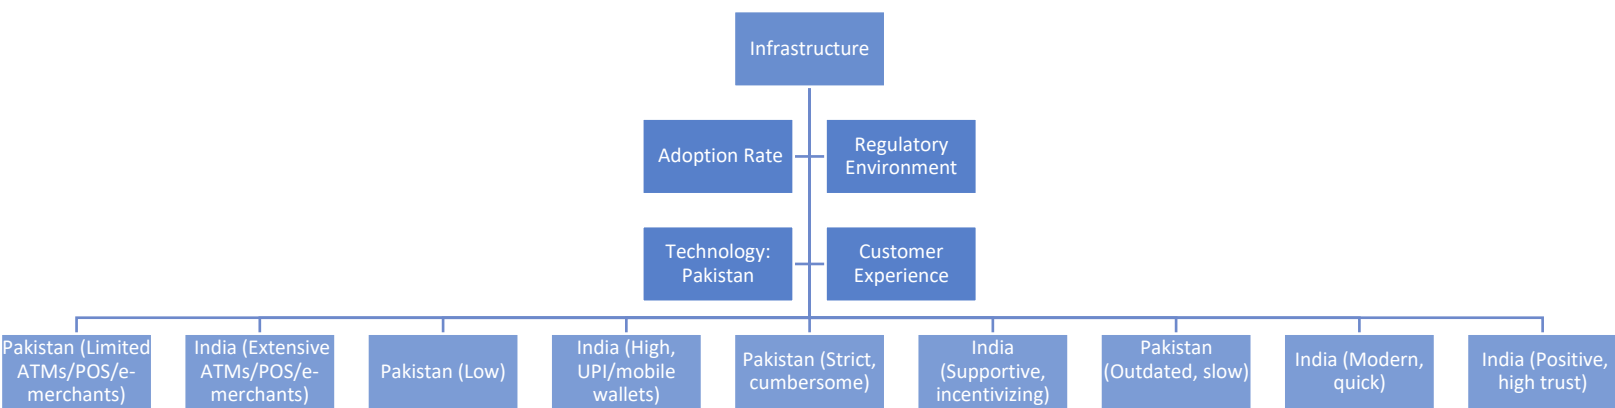 Infrastructure
Adoption Rate
Regulatory
Environment
Technology:
Pakistan
Customer
Experience
Pakistan (Limited
ATMs/POS/e-
merchants)
India (Extensive
ATMs/POS/e-
merchants)
Pakistan (Low)
India (High,
UPI/mobile
wallets)
Pakistan (Strict,
cumbersome)
India
(Supportive,
incentivizing)
Pakistan
(Outdated, slow)
India (Modern,
quick)
India (Positive,
high trust)